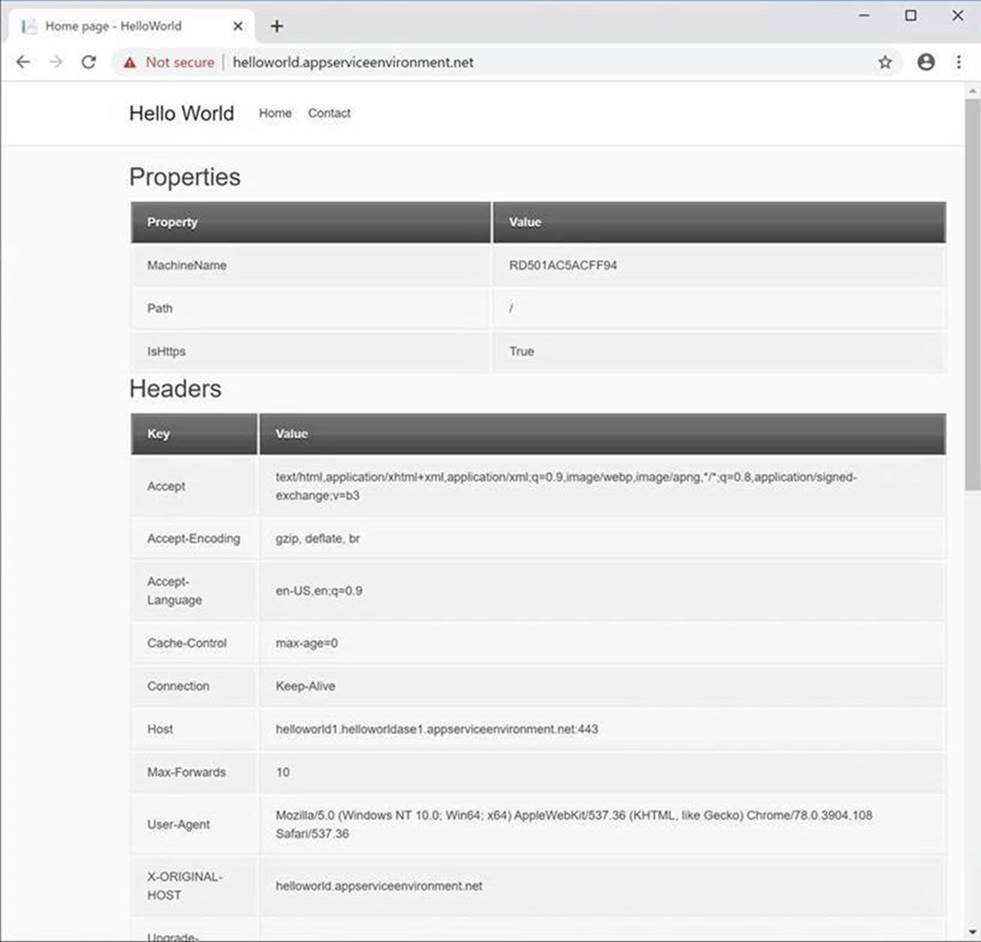 Home page - HelloWorld
Not secure | helloworld.appserviceenvironment.net
Hello World Home Contact
Properties
Property Value
MachineName RD501AC5ACFF94
Path /
IsHttps True
Headers
Key Value
Accept text/html,application/xhtml+xml,application/xml;q=0.9,image/webp,image/apng,*/*;q=0.8,application/signed-
exchange;v=b3
Accept-Encoding gzip, deflate, br
Accept-
Language en-US,en;q=0.9
Cache-Control max-age=0
Connection Keep-Alive
Host helloworld1.helloworldase1.appserviceenvironment.net:443
Max-Forwards 10
User-Agent Mozilla/5.0 (Windows NT 10.0; Win64; x64) AppleWebKit/537.36 (KHTML, like Gecko) Chrome/78.0.3904.108
Safari/537.36
X-ORIGINAL-
HOST helloworld.appserviceenvironment.net
Upgrade-